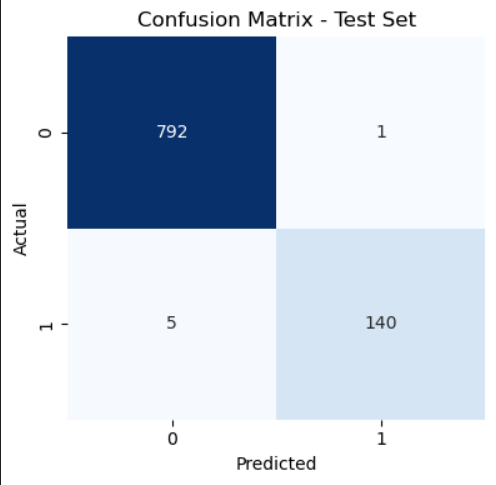 Confusion Matrix - Test Set
Actual
0
792
1
1
5
140
0
1
Predicted